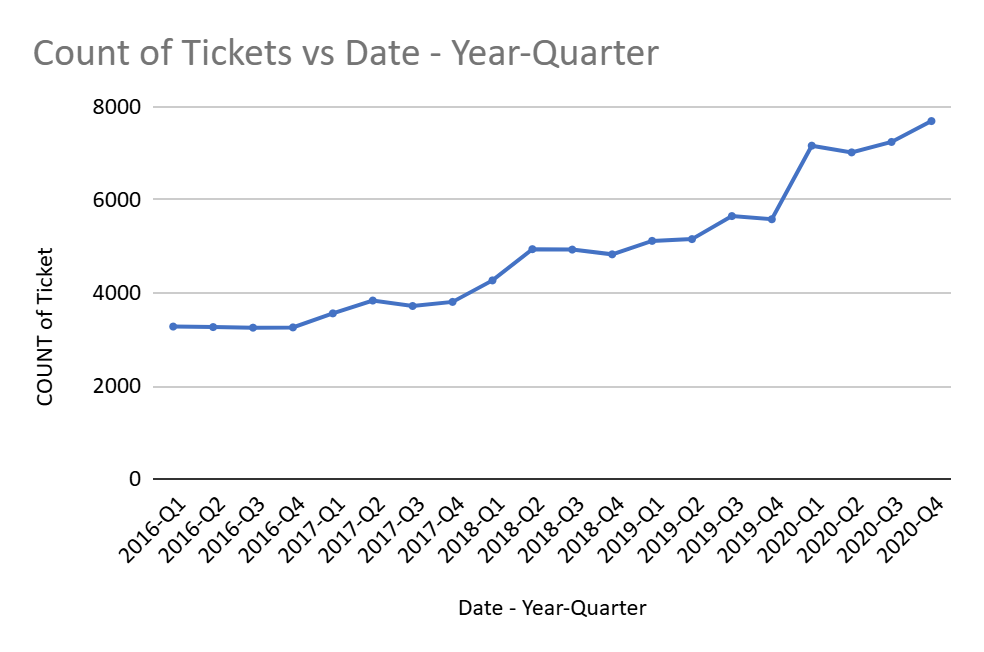 Count of Tickets vs Date - Year-Quarter
8000
6000
4000
2000
0
COUNT of Ticket
2016-Q1
2016-Q2
2016-Q3
2016-Q4
2017-Q1
2017-Q2
2017-Q3
2017-Q4
2018-Q1
2018-Q2
2018-Q3
2018-Q4
2019-Q1
2019-Q2
2019-Q3
2019-Q4
2020-Q1
2020-Q2
2020-Q3
2020-Q4
Date - Year-Quarter